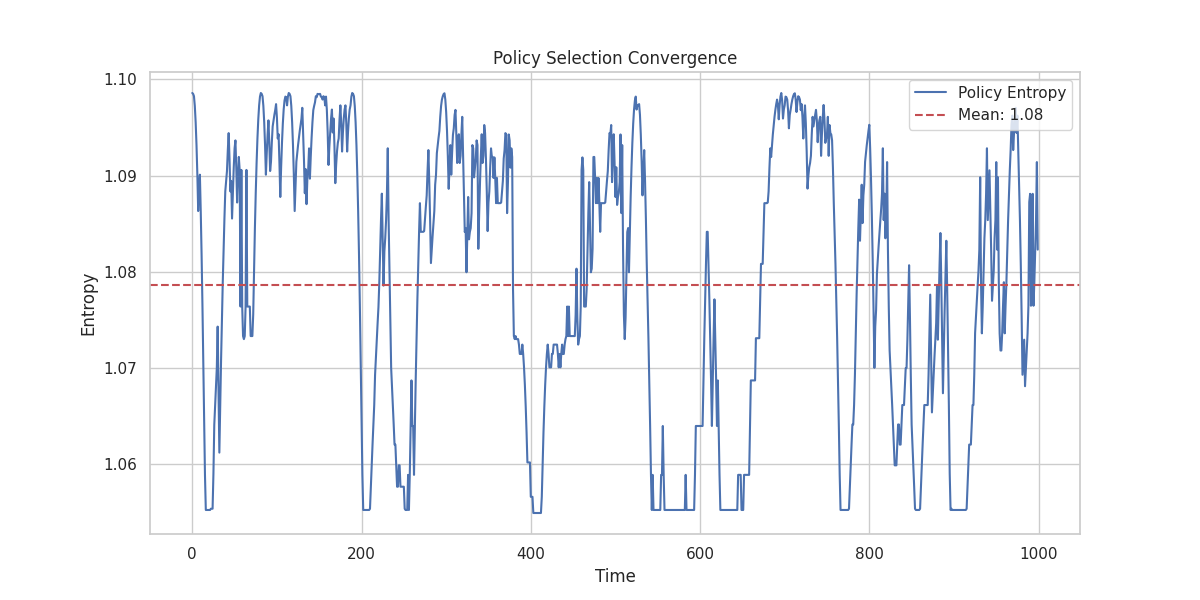 Policy Selection Convergence
1.10
1.09
1.08
1.07
1.06
Entropy
Policy Entropy
Mean: 1.08
0
200
400
600
800
1000
Time